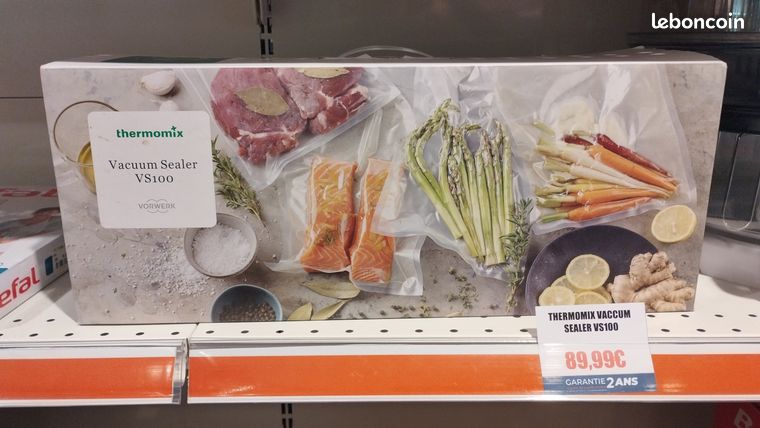 leboncoin
thermomix
Vacuum Sealer
VS100
VORWERK
efal
THERMOMIX VACCUM
SEALER VS100
89,99€
GARANTIE 2 ANS